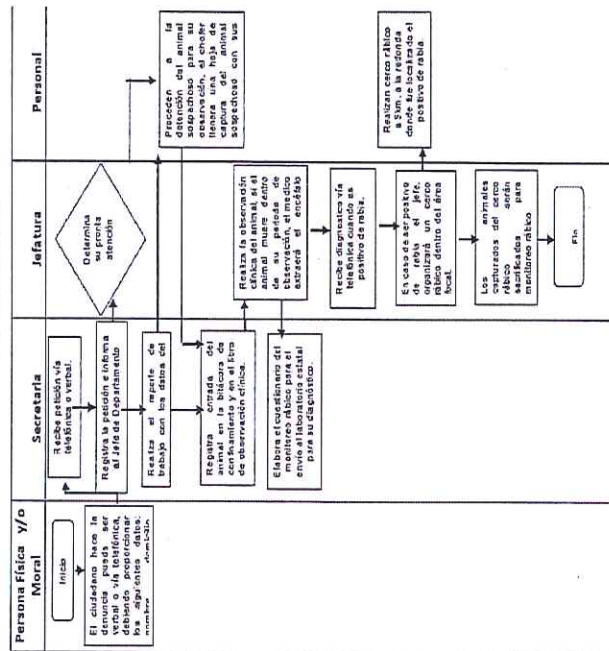 Persona Física y/o
Moral
Secretaria
Jefatura
Personal
Inicio
El ciudadano hace la
denuncia puede ser
verbal o vía telefónica,
debiendo proporcionar
los siguientes datos:
nombre domicilio
Recibe petición vía
telefónica o verbal.
Registra la petición e informa
al Jefe de Departamento
Determina
su pronta
atención
Realza el reporte de
trabajo con los datos del
Proceden a la
detención del animal
sospechoso para su
observación, el chofer
llenara una hoja de
captura del animal
sospechoso con sus
Registra entrada del
animal en la bitácora de
confinamiento y en el libro
de observación clínica.
Realiza la observación
clínica del animal, si el
animal muere dentro
de su periodo de
observación, el medico
extraerá el encéfalo
Elabora el cuestionario del
monitoreo rábico para el
envío al laboratorio estatal
para su diagnóstico.
Recibe diagnostico vía
telefónica cuando es
positivo de rabia.
En caso de ser positivo
de rabia el jefe,
organizará un cerco
rábico dentro del área
focal.
Realizan cerco rábico
a 5km, a la redonda
donde fue localizado el
positivo de rabia.
Los animales
capturados del cerco
rábico serán
sacrificados para
monitoreo rábico
Fin